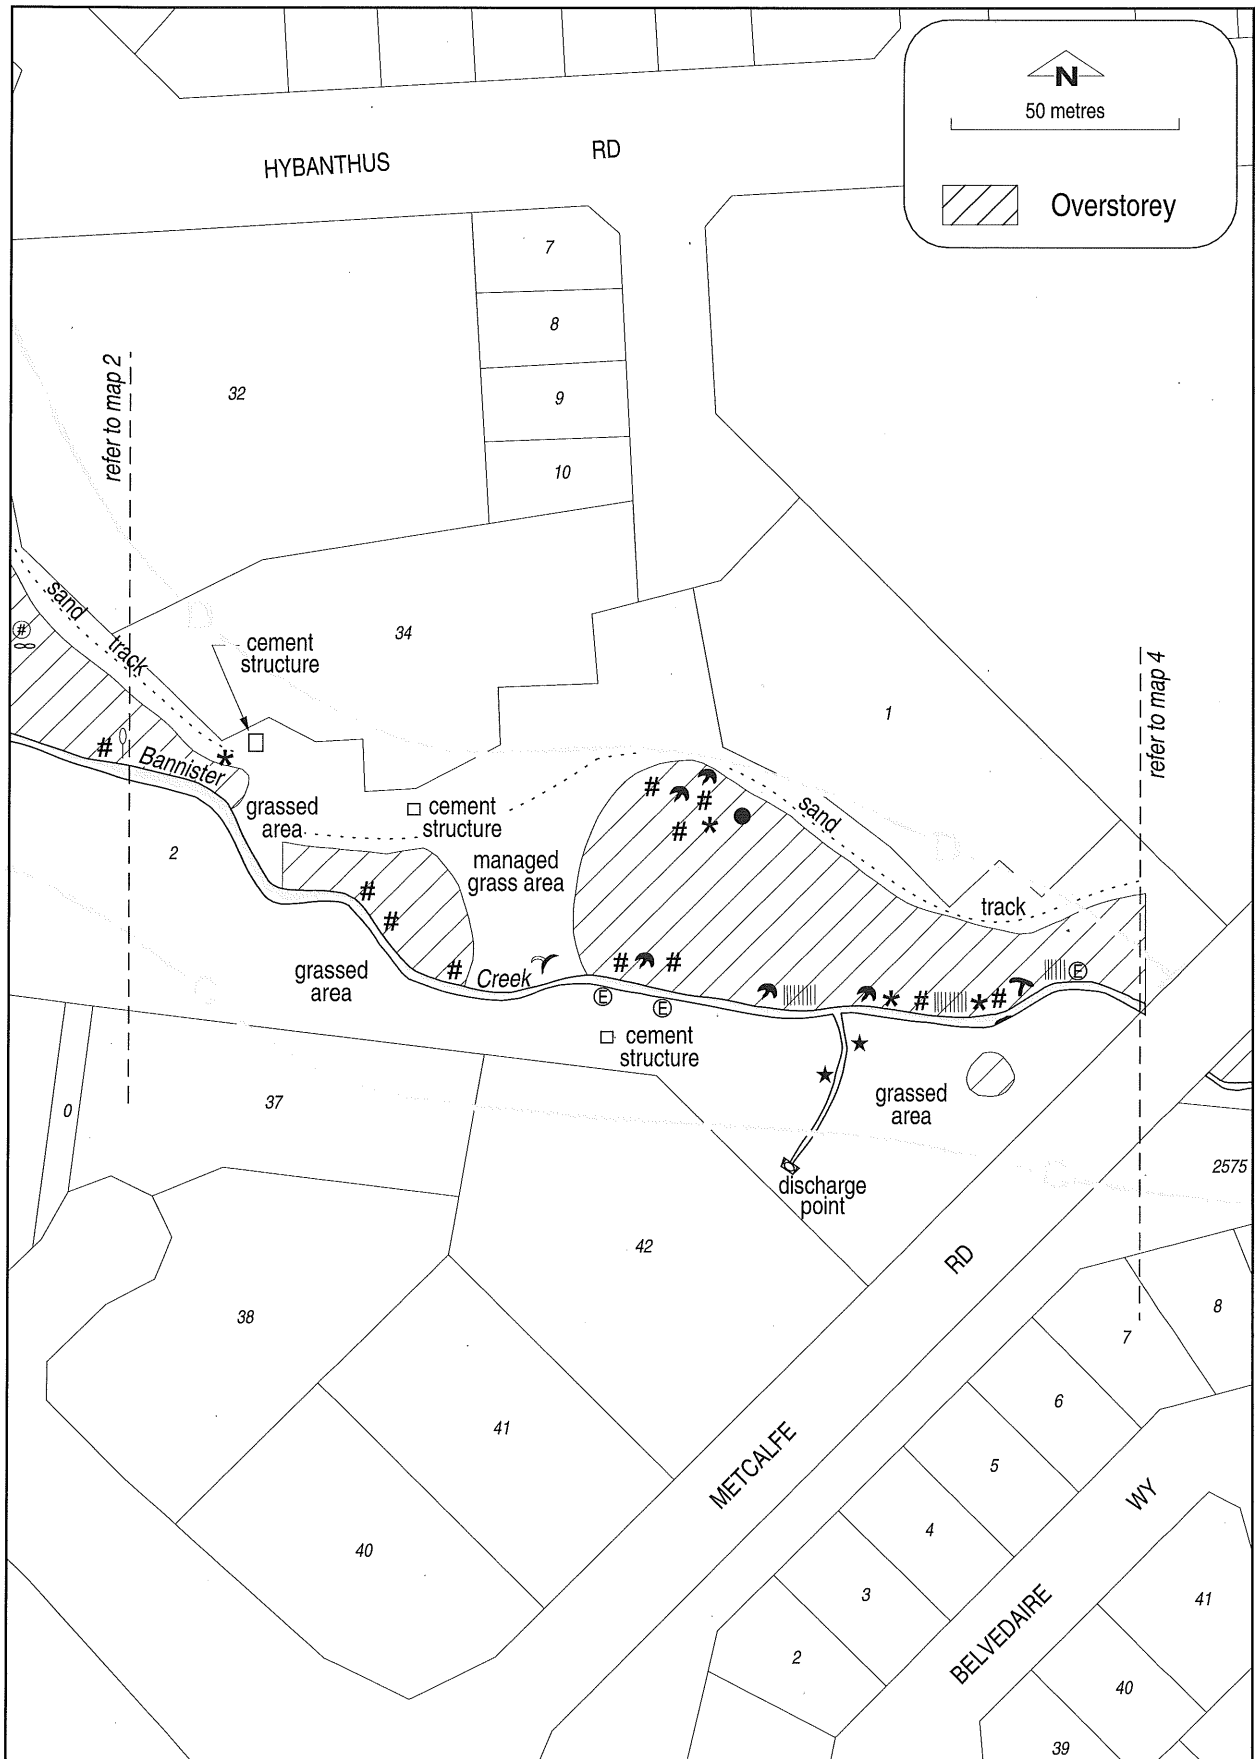 N
50 metres
Overstorey
HYBANTHUS RD
7
8
9
10
32
refer to map 2
sand track
#
34
cement
structure
1
refer to map 4
#
*
Bannister
grassed
area
cement
structure
# # # * 
sand
2
managed
grass area
#
#
track
grassed
area
#
Creek
# #
E
E
* # * #
E
cement
structure
grassed
area
0
37
discharge
point
2575
42
RD
38
7
8
6
41
METCALFE
5
WY
40
4
3
BELVEDAIRE
41
2
40
39
D
D
C
C